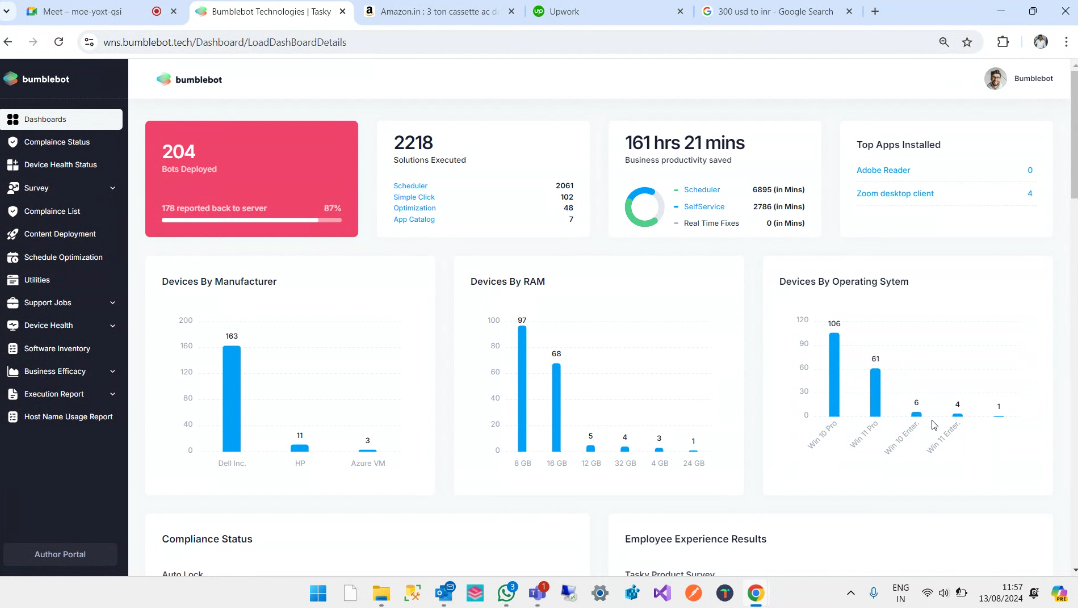 Meet – moe-yoxt-qsi
Bumblebot Technologies | Tasky
Amazon.in : 3 ton cassette ac d
Upwork
300 usd to inr - Google Search
wns.bumblebot.tech/Dashboard/LoadDashBoardDetails
bumblebot
bumblebot
Bumblebot
Dashboards
Complaince Status
Device Health Status
Survey
Complaince List
Content Deployment
Schedule Optimization
Utilities
Support Jobs
Device Health
Software Inventory
Business Efficacy
Execution Report
Host Name Usage Report
Author Portal
204
Bots Deployed
178 reported back to server 87%
2218
Solutions Executed
Scheduler 2061
Simple Click 102
Optimization 48
App Catalog 7
161 hrs 21 mins
Business productivity saved
Scheduler 6895 (in Mins)
SelfService 2786 (in Mins)
Real Time Fixes 0 (in Mins)
Top Apps Installed
Adobe Reader 0
Zoom desktop client 4
Devices By Manufacturer
200
160
120
80
40
0
163
11
3
Dell Inc. HP Azure VM
Devices By RAM
100
80
60
40
20
0
97
68
5
4
3
1
8 GB 16 GB 12 GB 32 GB 4 GB 24 GB
Devices By Operating Sytem
120
90
60
30
0
106
61
6
4
1
Win 10 Pro
Win 11 Pro
Win 10 Enter.
Win 11 Enter.
Compliance Status
Auto Lock
Employee Experience Results
Tasky Product Survey
3
1
T
ENG
IN
11:57
13/08/2024
PRE